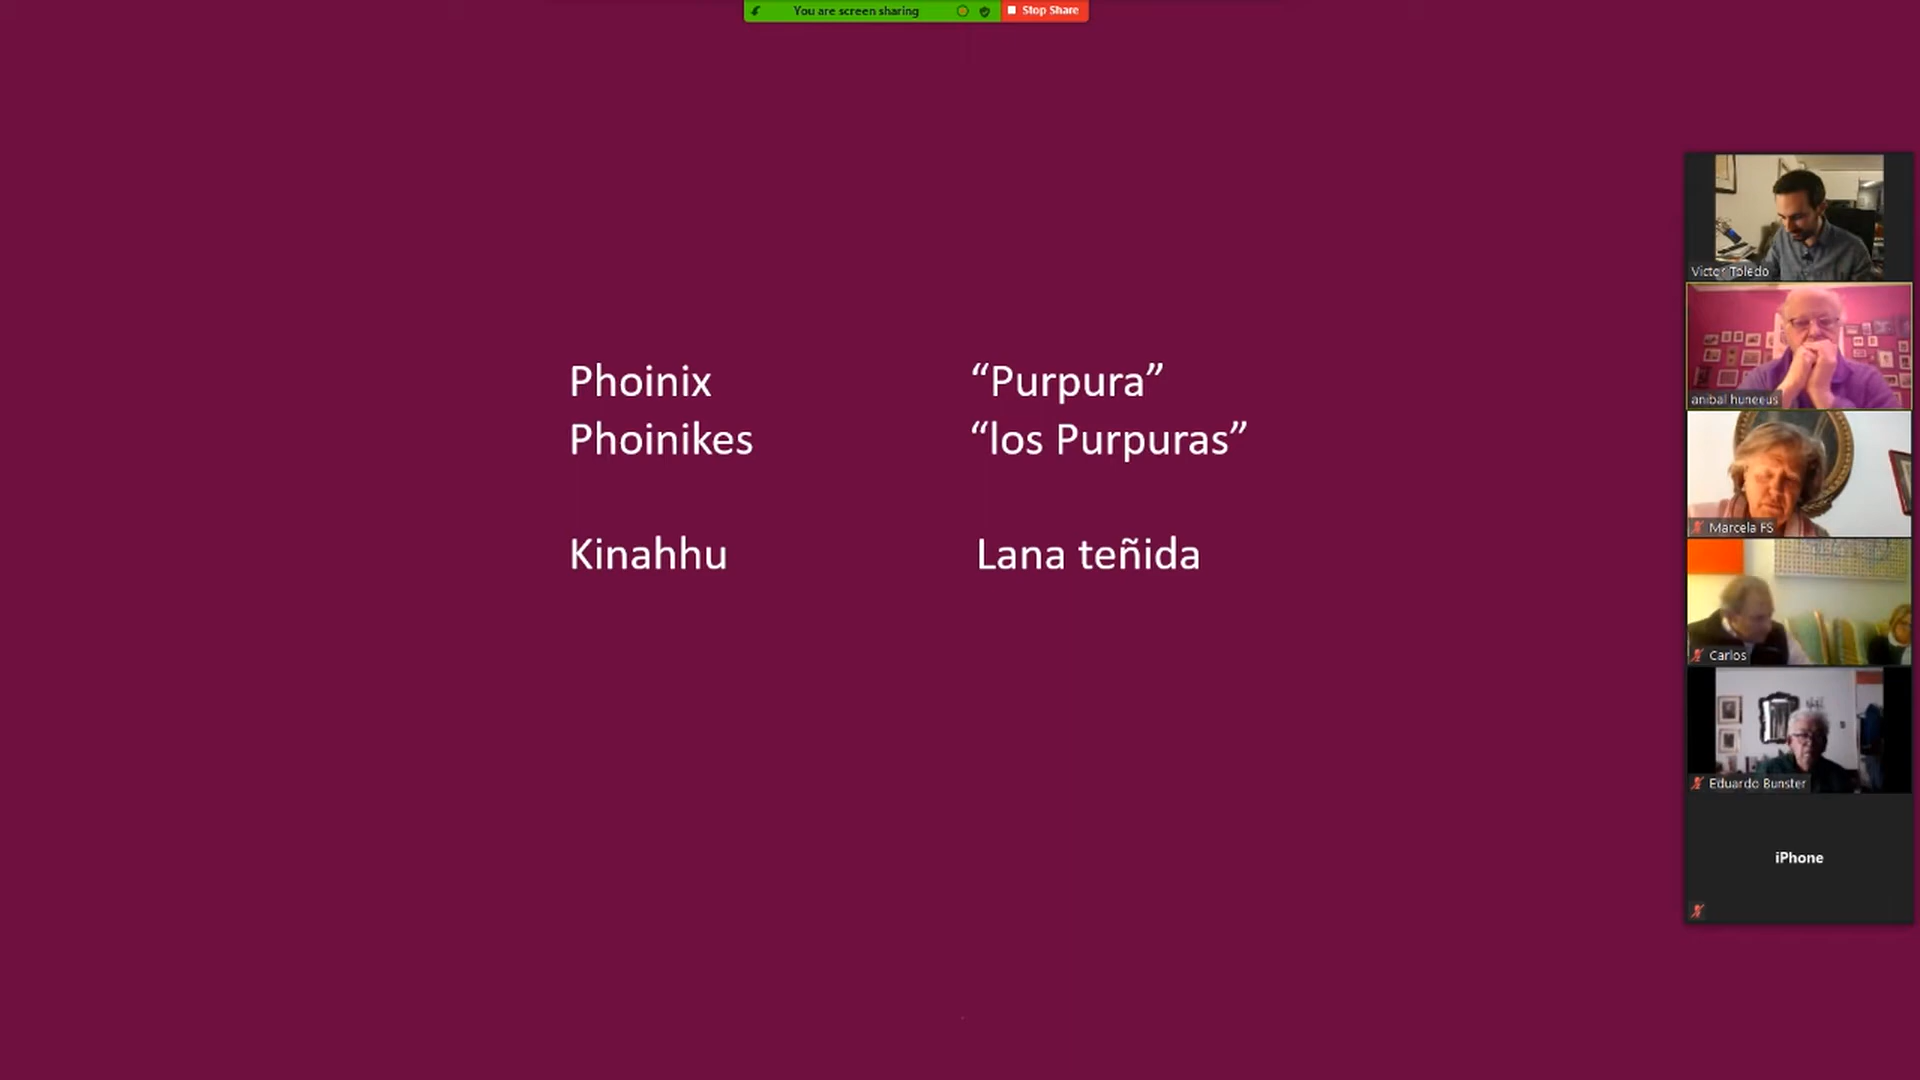 You are screen sharing
Stop Share
Phoinix “Purpura”
Phoinikes “los Purpuras”
Kinahhu Lana teñida
Victor Toledo
anibal huneeus
Marcela FS
Carlos
Eduardo Bunster
iPhone